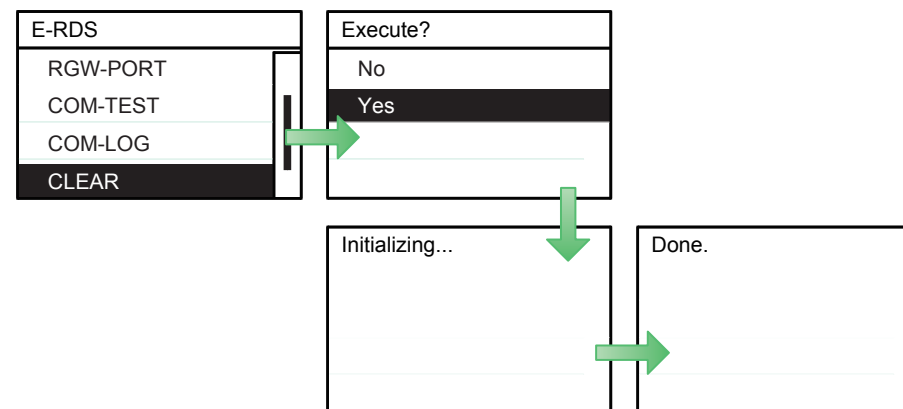 E-RDS
RGW-PORT
COM-TEST
COM-LOG
CLEAR
Execute?
No
Yes
Initializing...
Done.